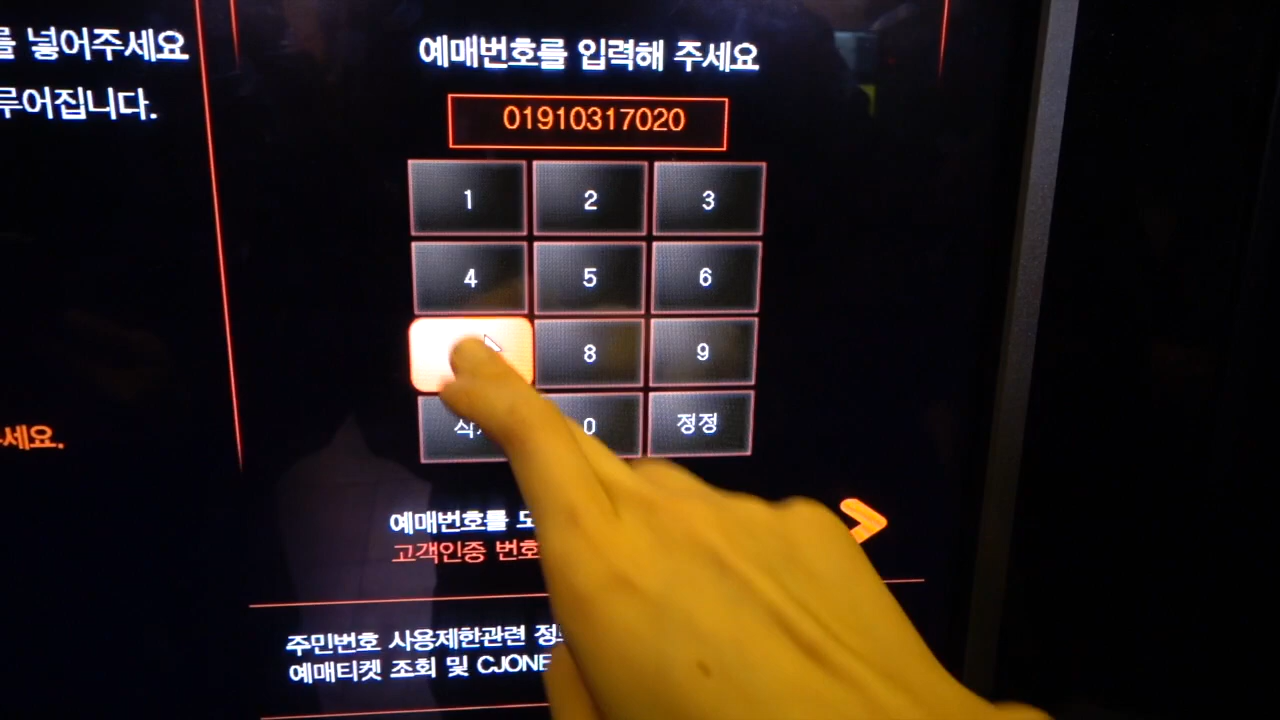 넣어주세요
루어집니다.
세요.
예매번호를 입력해 주세요
01910317020
1 2 3
4 5 6
8 9
0 정정
예매번호를
고객인증 번호
주민번호 사용제한관련
예매티켓 조회 및 CJONE